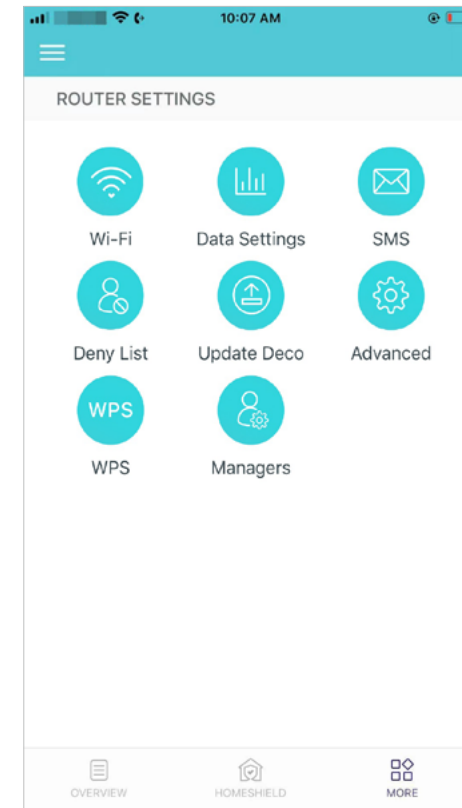 10:07 AM
ROUTER SETTINGS
Wi-Fi Data Settings SMS
Deny List Update Deco Advanced
WPS
WPS Managers
OVERVIEW HOMESHIELD MORE